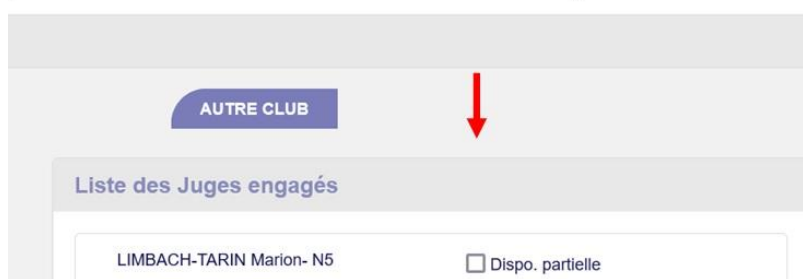 AUTRE CLUB
Liste des Juges engagés
LIMBACH-TARIN Marion- N5
Dispo. partielle